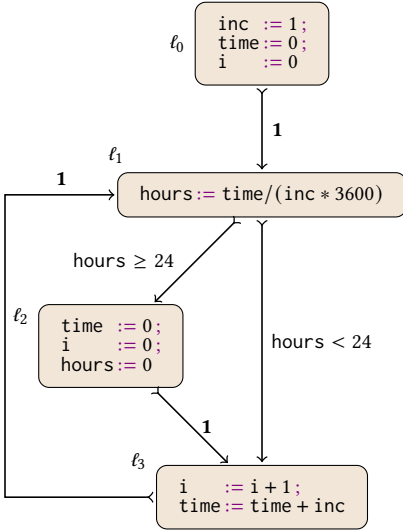 ℓ₀
inc := 1 ;
time := 0 ;
i := 0
1
ℓ₁
1
hours := time/(inc * 3600)
hours ≥ 24
ℓ₂
time := 0 ;
i := 0 ;
hours := 0
hours < 24
1
ℓ₃
i := i + 1 ;
time := time + inc